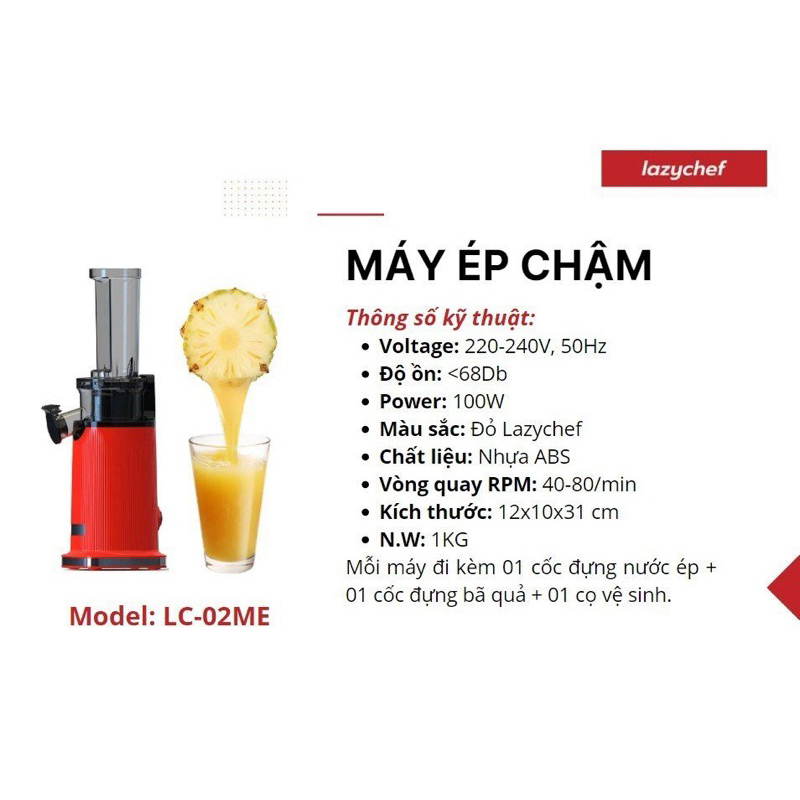 lazychef
MÁY ÉP CHẬM
Thông số kỹ thuật:
• Voltage: 220-240V, 50Hz
• Độ ồn: <68Db
• Power: 100W
• Màu sắc: Đỏ Lazychef
• Chất liệu: Nhựa ABS
• Vòng quay RPM: 40-80/min
• Kích thước: 12x10x31 cm
• N.W: 1KG
Mỗi máy đi kèm 01 cốc đựng nước ép +
01 cốc đựng bã quả + 01 cọ vệ sinh.
Model: LC-02ME